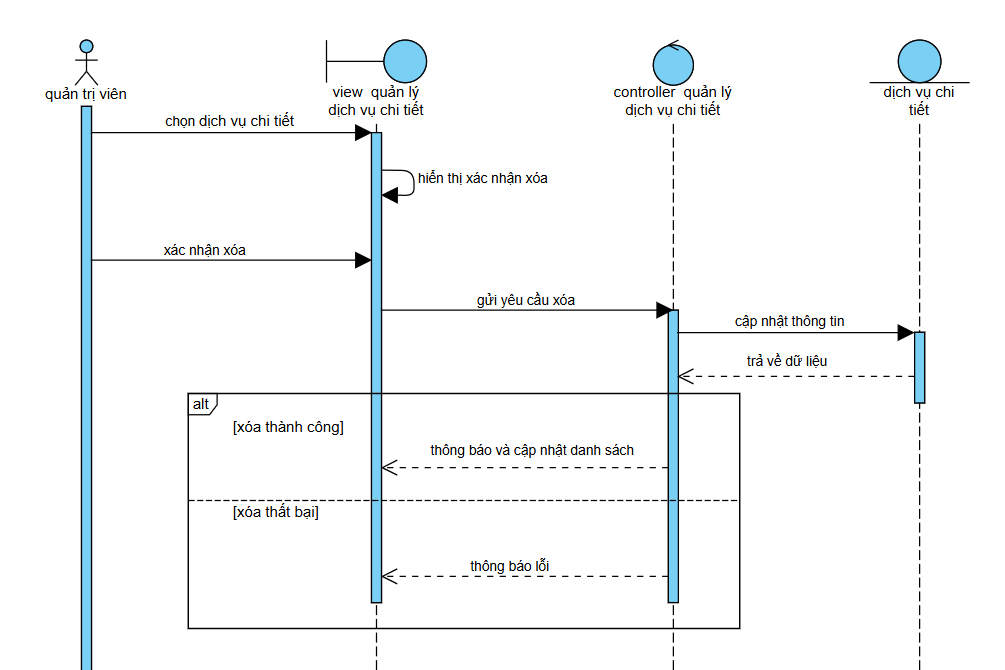 quản trị viên
view quản lý
dịch vụ chi tiết
controller quản lý
dịch vụ chi tiết
dịch vụ chi
tiết
chọn dịch vụ chi tiết
hiển thị xác nhận xóa
xác nhận xóa
gửi yêu cầu xóa
cập nhật thông tin
trả về dữ liệu
alt
[xóa thành công]
thông báo và cập nhật danh sách
[xóa thất bại]
thông báo lỗi